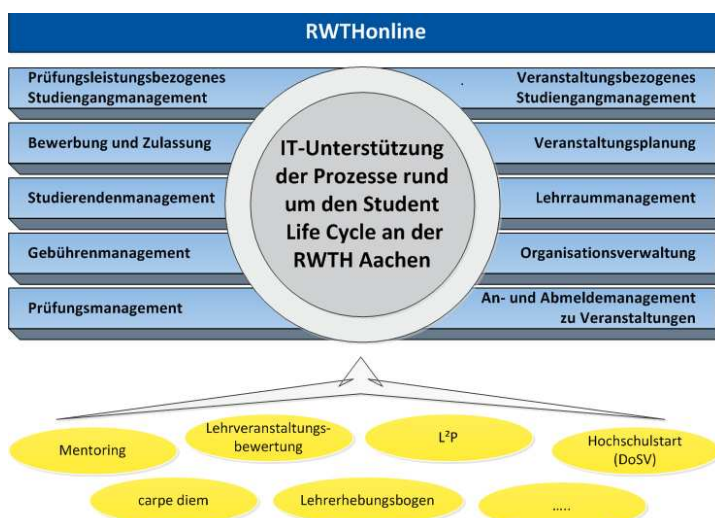 RWTHonline
Prüfungsleistungsbezogenes
Studiengangmanagement
Bewerbung und Zulassung
Studierendenmanagement
Gebührenmanagement
Prüfungsmanagement
IT-Unterstützung
der Prozesse rund
um den Student
Life Cycle an der
RWTH Aachen
Veranstaltungsbezogenes
Studiengangmanagement
Veranstaltungsplanung
Lehrraummanagement
Organisationsverwaltung
An- und Abmeldemanagement
zu Veranstaltungen
Mentoring
Lehrveranstaltungs-
bewertung
L²P
Hochschulstart
(DoSV)
carpe diem
Lehrerhebungsbogen
.....